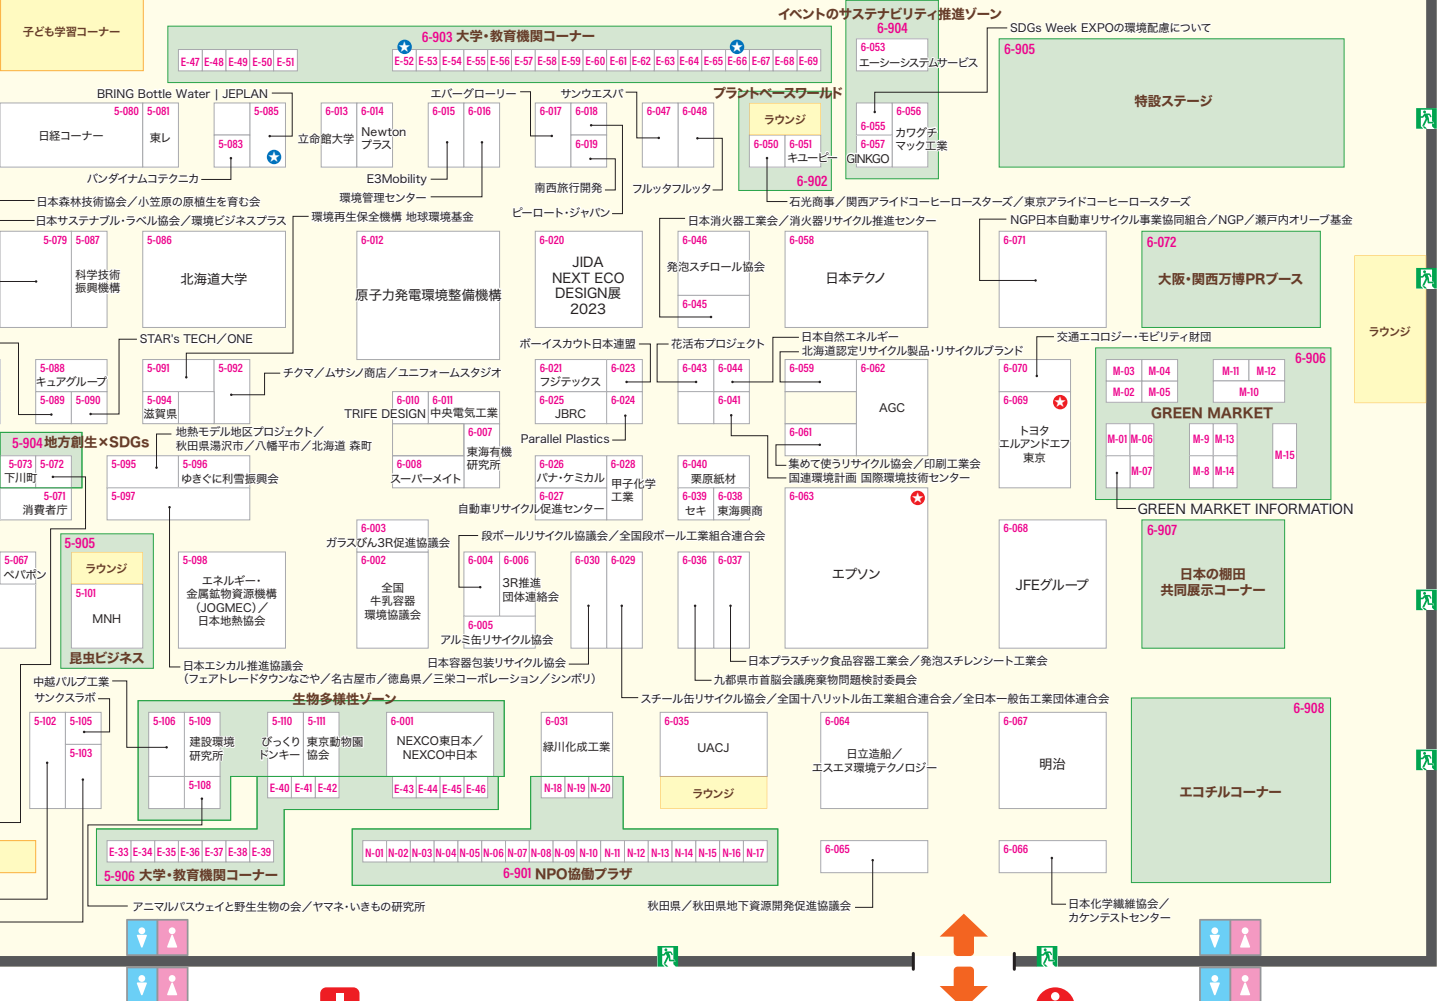 イベントのサステナビリティ推進ゾーン
子ども学習コーナー
6-903 大学・教育機関コーナー
6-904
SDGs Week EXPOの環境配慮について
6-905
特設ステージ
6-053
エーシーシステムサービス
E-47 E-48 E-49 E-50 E-51
E-52 E-53 E-54 E-55 E-56 E-57 E-58 E-59 E-60 E-61 E-62 E-63 E-64 E-65 E-66 E-67 E-68 E-69
BRING Bottle Water | JEPLAN
エバーグローリー
サンウエスパ
プラントベースワールド
5-080
日経コーナー
5-081
東レ
5-085
5-083
バンダイナムコテクニカ
6-013
立命館大学
6-014
Newton
プラス
6-015
6-016
E3Mobility
環境管理センター
6-017
6-018
6-019
南西旅行開発
ピーロート・ジャパン
6-047
6-048
フルッタフルッタ
ラウンジ
6-050
6-051
キユーピー
6-902
6-055
6-056
カワグチ
マック工業
6-057
GINKGO
石光商事／関西アライドコーヒーロースターズ／東京アライドコーヒーロースターズ
日本森林技術協会／小笠原の原植生を育む会
日本サステナブル・ラベル協会／環境ビジネスプラス
環境再生保全機構 地球環境基金
日本消火器工業会／消火器リサイクル推進センター
NGP日本自動車リサイクル事業協同組合／NGP／瀬戸内オリーブ基金
5-079
5-087
科学技術
振興機構
5-086
北海道大学
6-012
原子力発電環境整備機構
6-020
JIDA
NEXT ECO
DESIGN展
2023
6-046
発泡スチロール協会
6-045
6-058
日本テクノ
6-071
6-072
大阪・関西万博PRブース
ラウンジ
STAR's TECH／ONE
ボーイスカウト日本連盟
花活布プロジェクト
日本自然エネルギー
北海道認定リサイクル製品・リサイクルブランド
交通エコロジー・モビリティ財団
5-088
キュアグループ
5-089
5-090
5-091
5-092
5-094
滋賀県
チクマ／ムサシノ商店／ユニフォームスタジオ
6-010
TRIFE DESIGN
6-011
中央電気工業
6-007
東海有機
研究所
6-008
スーパーメイト
6-021
フジテックス
6-023
6-025
JBRC
6-024
Parallel Plastics
6-043
6-044
6-041
6-059
6-061
6-062
AGC
6-070
6-069
トヨタ
エルアンドエフ
東京
6-906
M-03 M-04
M-11 M-12
M-02 M-05
M-10
GREEN MARKET
M-01 M-06
M-9 M-13
M-15
M-07
M-8 M-14
GREEN MARKET INFORMATION
5-904 地方創生×SDGs
5-073
下川町
5-072
5-071
消費者庁
地熱モデル地区プロジェクト／
秋田県湯沢市／八幡平市／北海道 森町
5-095
5-096
ゆきぐに利雪振興会
5-097
6-026
パナ・ケミカル
6-028
甲子化学
工業
6-027
自動車リサイクル促進センター
6-040
栗原紙材
6-039
セキ
6-038
東海興商
集めて使うリサイクル協会／印刷工業会
国連環境計画 国際環境技術センター
6-063
エプソン
5-905
ラウンジ
5-101
MNH
昆虫ビジネス
5-067
ペパボン
5-098
エネルギー・
金属鉱物資源機構
(JOGMEC)／
日本地熱協会
6-003
ガラスびん3R促進協議会
6-002
全国
牛乳容器
環境協議会
段ボールリサイクル協議会／全国段ボール工業組合連合会
6-004
6-006
3R推進
団体連絡会
6-005
アルミ缶リサイクル協会
6-030
6-029
6-036
6-037
6-068
JFEグループ
6-907
日本の棚田
共同展示コーナー
日本エシカル推進協議会
(フェアトレードタウンなごや／名古屋市／徳島県／三栄コーポレーション／シンポリ)
日本容器包装リサイクル協会
日本プラスチック食品容器工業会／発泡スチレンシート工業会
九都県市首脳会議廃棄物問題検討委員会
スチール缶リサイクル協会／全国十八リットル缶工業組合連合会／全日本一般缶工業団体連合会
中越パルプ工業
サンクスラボ
生物多様性ゾーン
5-102
5-105
5-103
5-106
5-109
建設環境
研究所
5-108
5-110
びっくり
ドンキー
5-111
東京動物園
協会
6-001
NEXCO東日本／
NEXCO中日本
E-40 E-41 E-42
E-43 E-44 E-45 E-46
6-031
緑川化成工業
N-18 N-19 N-20
6-035
UACJ
ラウンジ
6-064
日立造船／
エスエヌ環境テクノロジー
6-067
明治
6-908
エコチルコーナー
E-33 E-34 E-35 E-36 E-37 E-38 E-39
5-906 大学・教育機関コーナー
N-01 N-02 N-03 N-04 N-05 N-06 N-07 N-08 N-09 N-10 N-11 N-12 N-13 N-14 N-15 N-16 N-17
6-901 NPO協働プラザ
6-065
6-066
アニマルパスウェイと野生生物の会／ヤマネ・いきもの研究所
秋田県／秋田県地下資源開発促進協議会
日本化学繊維協会／
カケンテストセンター